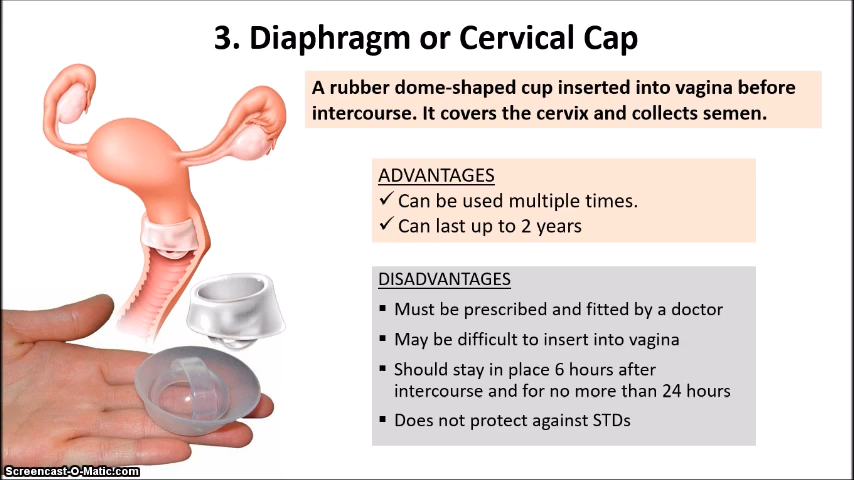 3. Diaphragm or Cervical Cap
A rubber dome-shaped cup inserted into vagina before
intercourse. It covers the cervix and collects semen.
ADVANTAGES
✓ Can be used multiple times.
✓ Can last up to 2 years
DISADVANTAGES
▪ Must be prescribed and fitted by a doctor
▪ May be difficult to insert into vagina
▪ Should stay in place 6 hours after
intercourse and for no more than 24 hours
▪ Does not protect against STDs
Screencast-O-Matic.com